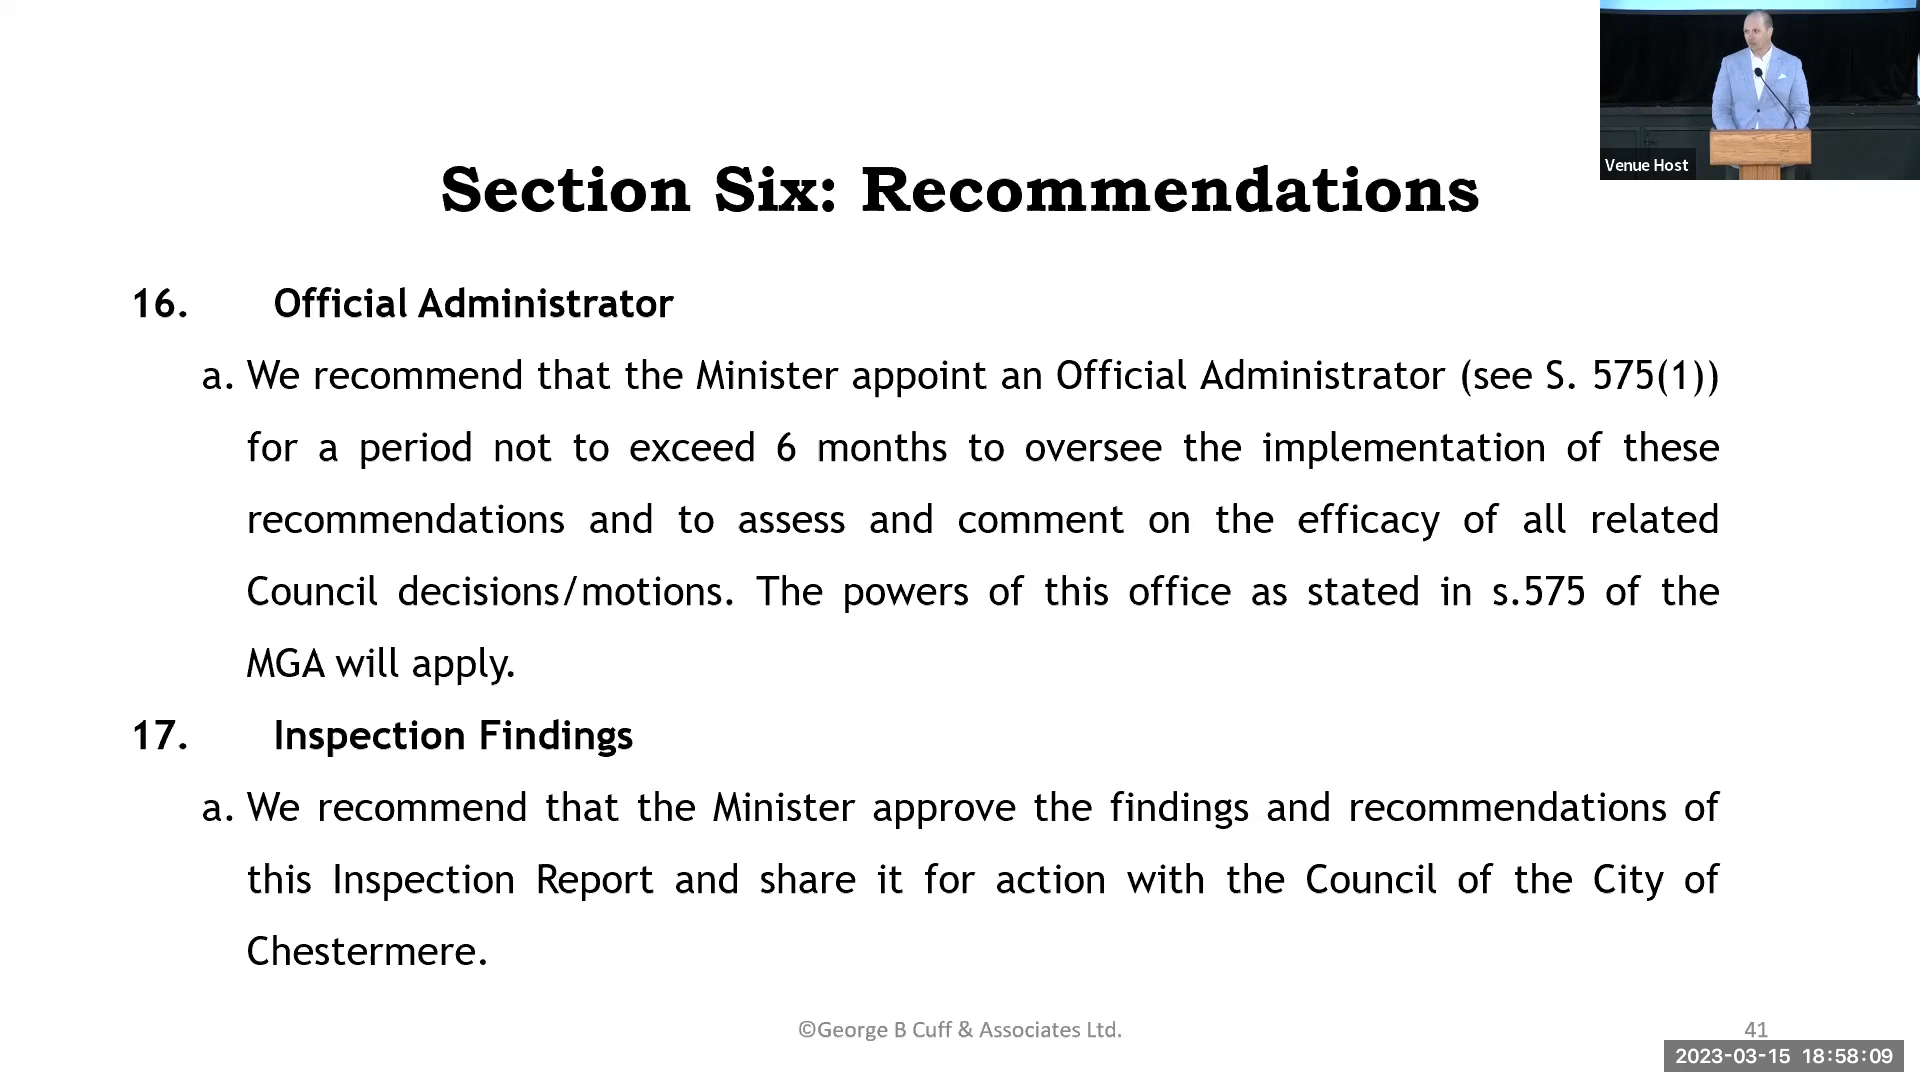 Venue Host
Section Six: Recommendations
16. Official Administrator
a. We recommend that the Minister appoint an Official Administrator (see S. 575(1))
for a period not to exceed 6 months to oversee the implementation of these
recommendations and to assess and comment on the efficacy of all related
Council decisions/motions. The powers of this office as stated in s.575 of the
MGA will apply.
17. Inspection Findings
a. We recommend that the Minister approve the findings and recommendations of
this Inspection Report and share it for action with the Council of the City of
Chestermere.
©George B Cuff & Associates Ltd.
41
2023-03-15 18:58:09